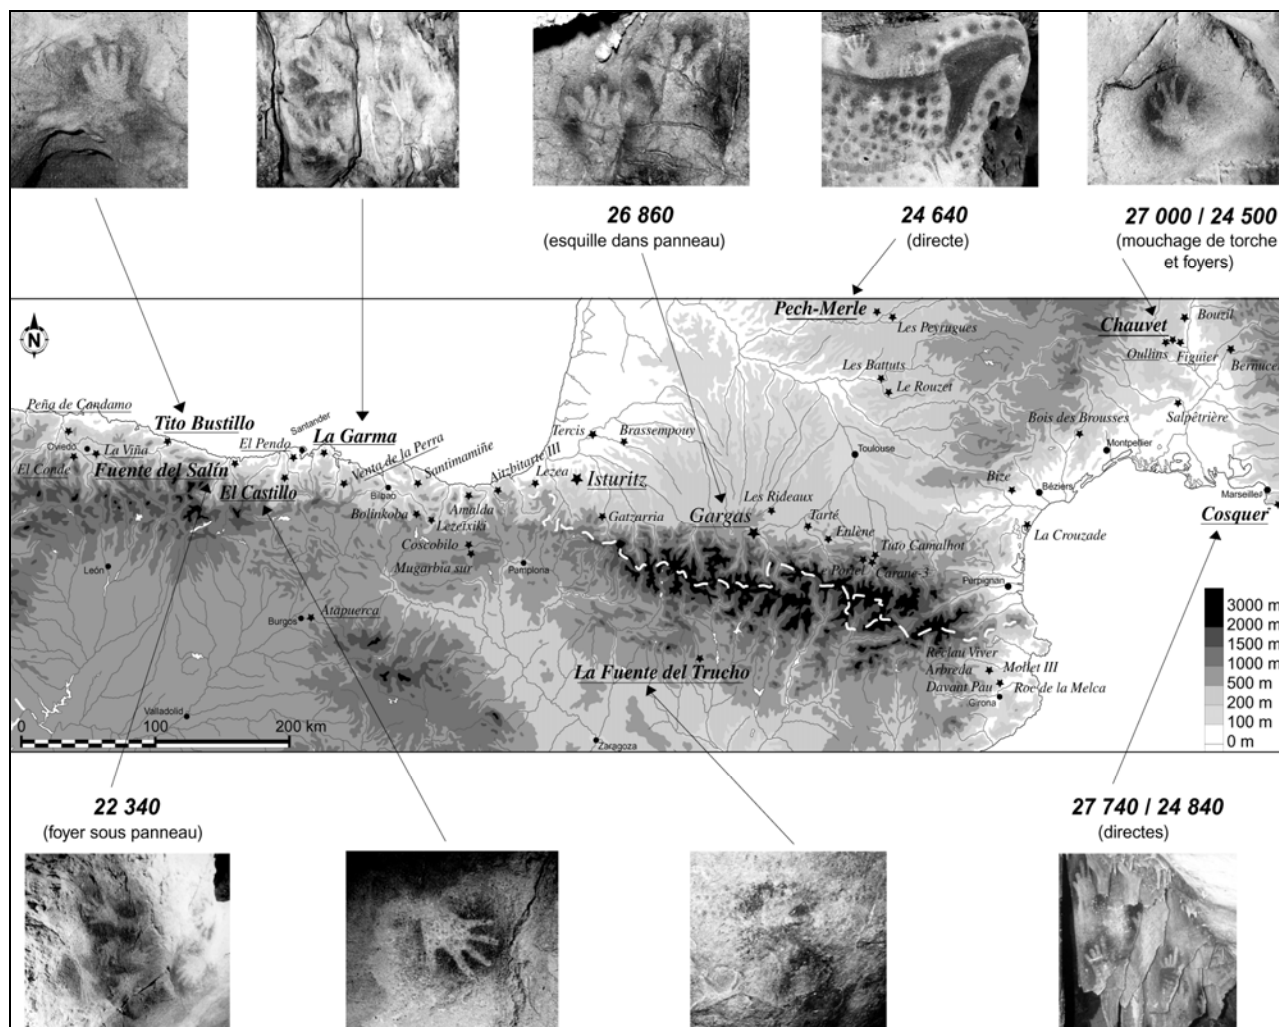 26 860
(esquille dans panneau)
24 640
(directe)
27 000 / 24 500
(mouchage de torche
et foyers)
N
Pech-Merle
Les Peyrugues
Chauvet
Bouzil
Oullins
Figuier
Bernucet
Les Battuts
Le Rouzet
Salpêtrière
Bois des Brousses
Montpellier
Peña de Candamo
Tito Bustillo
Santander
El Pendo
La Garma
Tercis
Brassempouy
Toulouse
Oviedo
La Viña
El Conde
Fuente del Salín
El Castillo
Venta de la Perra
Santimamiñe
Aitzbitarte III
Lezea
Isturitz
Bize
Béziers
Marseille
Cosquer
Bilbao
Bolinkoba
Lezeixiki
Amalda
Gatzarria
Gargas
Les Rideaux
Tarté
Enlène
Tuto Camalhot
La Crouzade
Coscobilo
Mugarbia sur
Pamplona
Portel
Carane-3
Perpignan
León
Burgos
Atapuerca
La Fuente del Trucho
Reclau Viver
Arbreda
Mollet III
Davant Pau
Roc de la Melca
Girona
Valladolid
Zaragoza
0
100
200 km
3000 m
2000 m
1500 m
1000 m
500 m
200 m
100 m
0 m
22 340
(foyer sous panneau)
27 740 / 24 840
(directes)